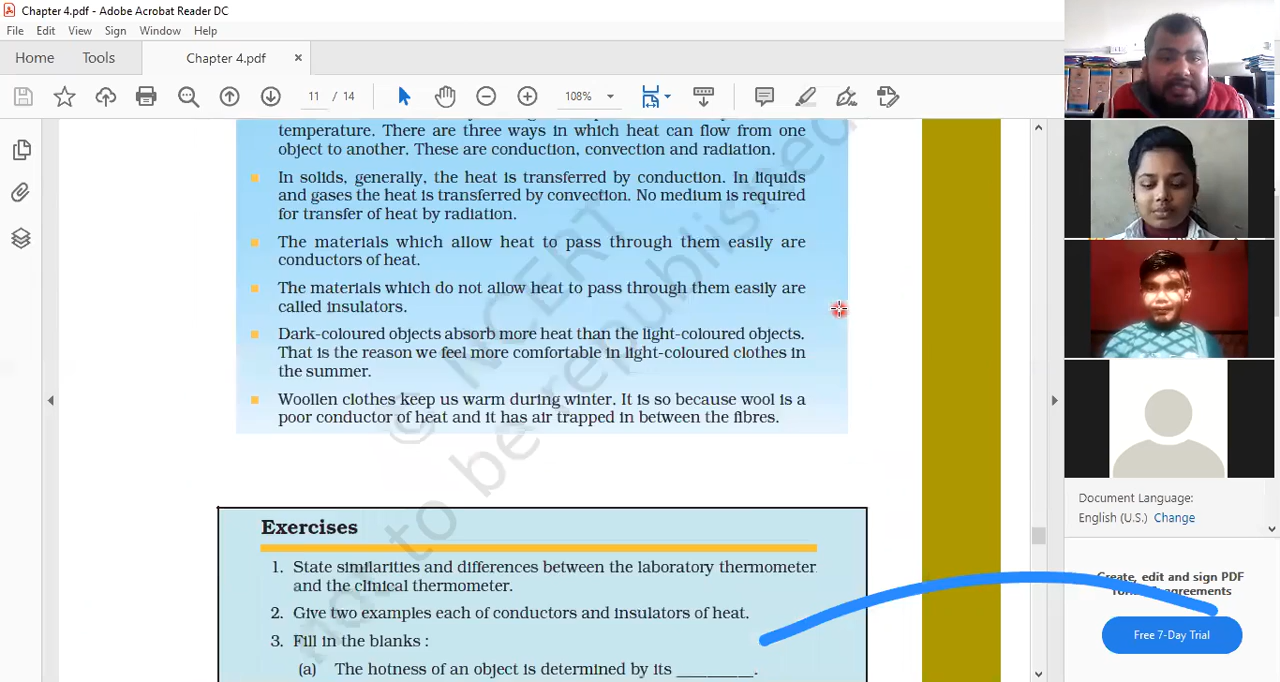 Chapter 4.pdf - Adobe Acrobat Reader DC
File Edit View Sign Window Help
Home Tools Chapter 4.pdf ×
11 / 14 108%
temperature. There are three ways in which heat can flow from one
object to another. These are conduction, convection and radiation.
In solids, generally, the heat is transferred by conduction. In liquids
and gases the heat is transferred by convection. No medium is required
for transfer of heat by radiation.
The materials which allow heat to pass through them easily are
conductors of heat.
The materials which do not allow heat to pass through them easily are
called insulators.
Dark-coloured objects absorb more heat than the light-coloured objects.
That is the reason we feel more comfortable in light-coloured clothes in
the summer.
Woollen clothes keep us warm during winter. It is so because wool is a
poor conductor of heat and it has air trapped in between the fibres.
© NCERT
not to be republished
Exercises
1. State similarities and differences between the laboratory thermometer
and the clinical thermometer.
2. Give two examples each of conductors and insulators of heat.
3. Fill in the blanks :
(a) The hotness of an object is determined by its _________.
Document Language:
English (U.S.) Change
Create, edit and sign PDF
agreements
Free 7-Day Trial